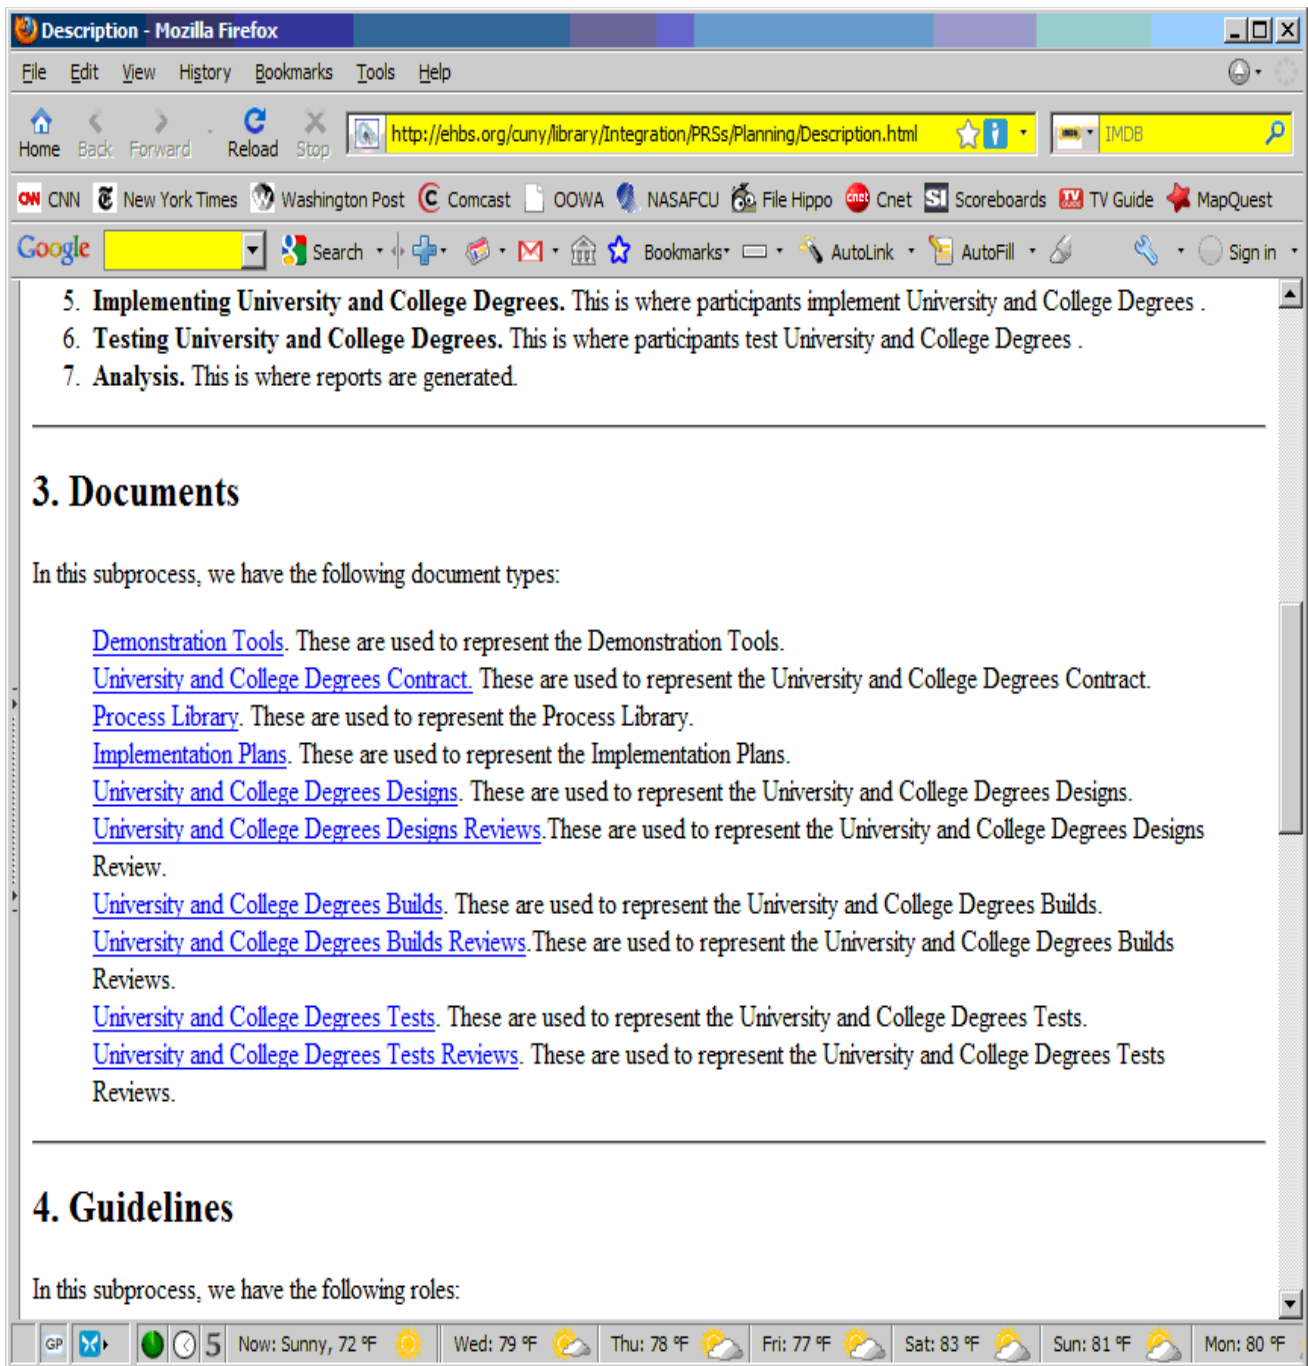 Description - Mozilla Firefox
File Edit View History Bookmarks Tools Help
Home Back Forward Reload Stop http://ehbs.org/cuny/library/Integration/PRSs/Planning/Description.html IMDB
CNN New York Times Washington Post Comcast OOWA NASAFCU File Hippo Cnet Scoreboards TV Guide MapQuest
Google Search Bookmarks AutoLink AutoFill Sign in
5. Implementing University and College Degrees. This is where participants implement University and College Degrees .
6. Testing University and College Degrees. This is where participants test University and College Degrees .
7. Analysis. This is where reports are generated.
3. Documents
In this subprocess, we have the following document types:
Demonstration Tools. These are used to represent the Demonstration Tools.
University and College Degrees Contract. These are used to represent the University and College Degrees Contract.
Process Library. These are used to represent the Process Library.
Implementation Plans. These are used to represent the Implementation Plans.
University and College Degrees Designs. These are used to represent the University and College Degrees Designs.
University and College Degrees Designs Reviews.These are used to represent the University and College Degrees Designs
Review.
University and College Degrees Builds. These are used to represent the University and College Degrees Builds.
University and College Degrees Builds Reviews.These are used to represent the University and College Degrees Builds
Reviews.
University and College Degrees Tests. These are used to represent the University and College Degrees Tests.
University and College Degrees Tests Reviews. These are used to represent the University and College Degrees Tests
Reviews.
4. Guidelines
In this subprocess, we have the following roles:
GP 5 Now: Sunny, 72 °F Wed: 79 °F Thu: 78 °F Fri: 77 °F Sat: 83 °F Sun: 81 °F Mon: 80 °F